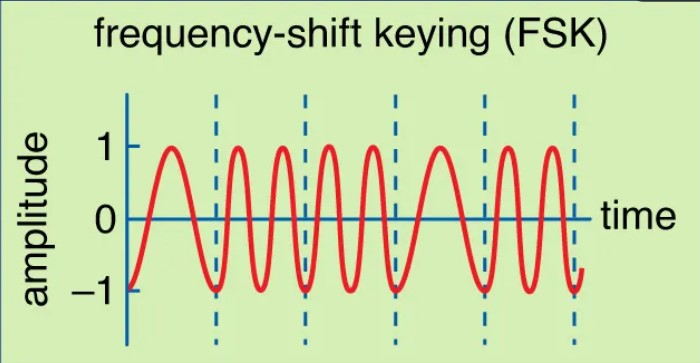 frequency-shift keying (FSK)
amplitude
1
0
−1
time